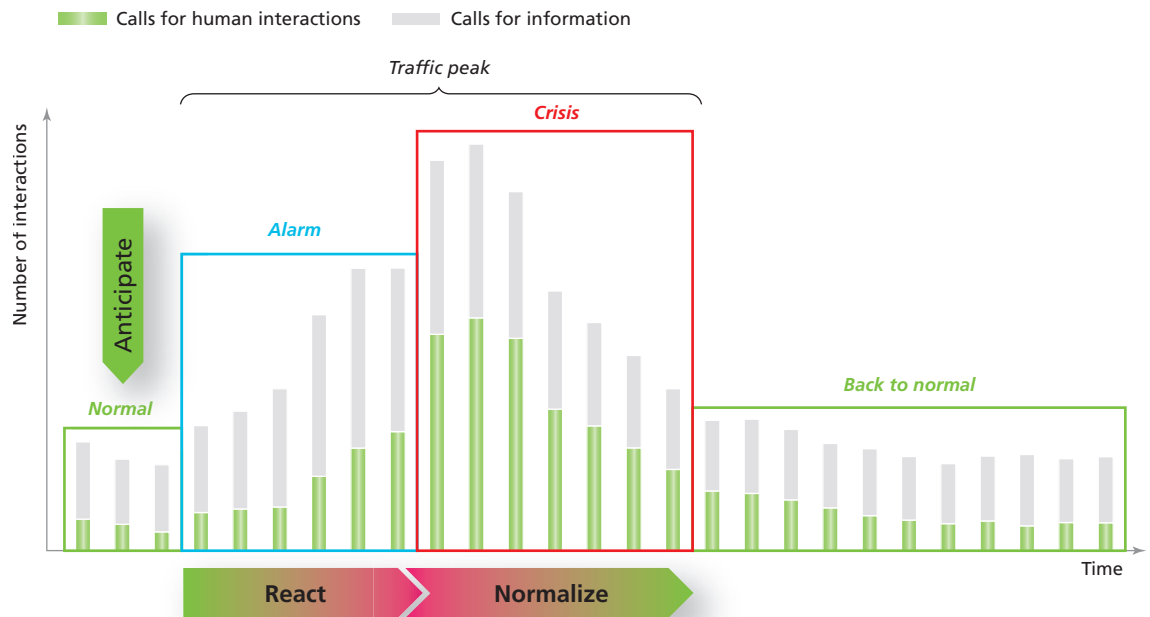 Calls for human interactions
Calls for information
Traffic peak
Crisis
Number of interactions
Alarm
Anticipate
Normal
Back to normal
Time
React
Normalize